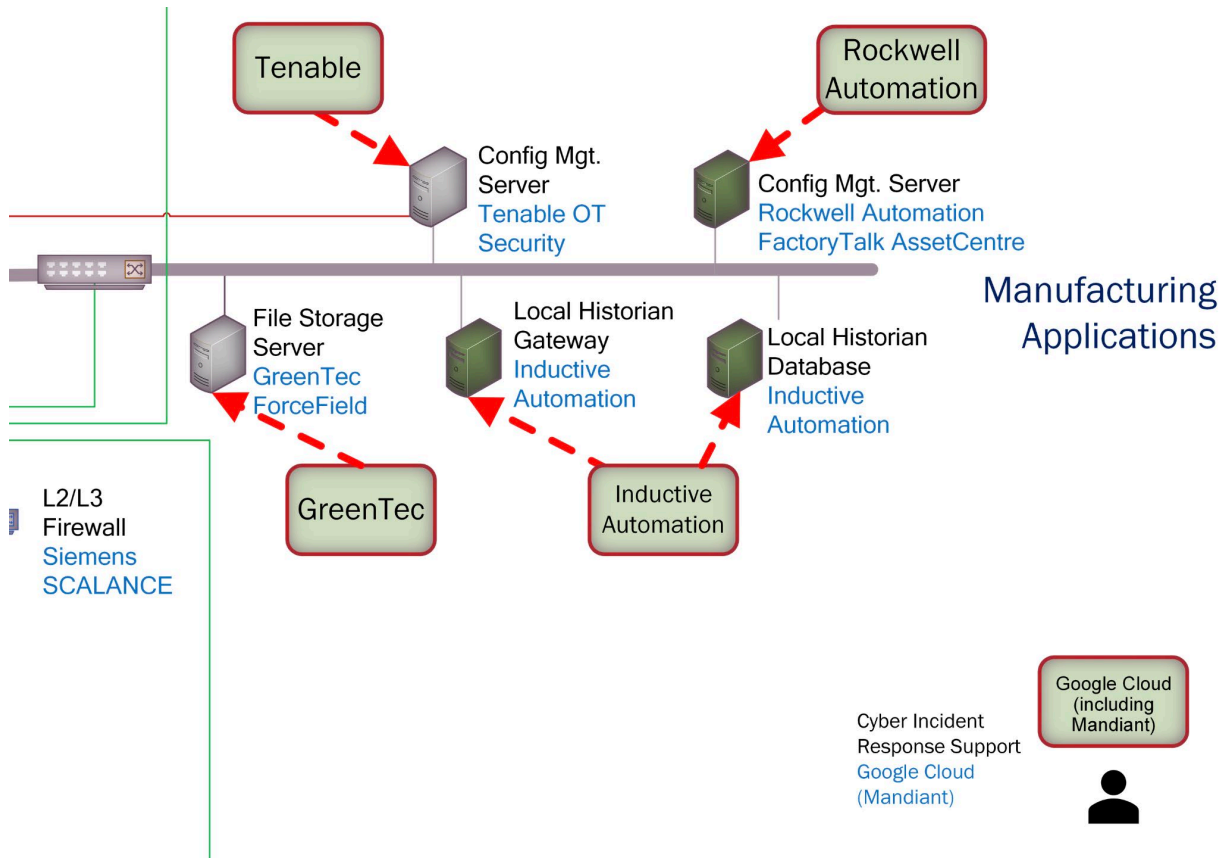 Tenable
Rockwell
Automation
Config Mgt.
Server
Tenable OT
Security
Config Mgt. Server
Rockwell Automation
FactoryTalk AssetCentre
Manufacturing
Applications
File Storage
Server
GreenTec
ForceField
Local Historian
Gateway
Inductive
Automation
Local Historian
Database
Inductive
Automation
GreenTec
Inductive
Automation
L2/L3
Firewall
Siemens
SCALANCE
Google Cloud
(including
Mandiant)
Cyber Incident
Response Support
Google Cloud
(Mandiant)